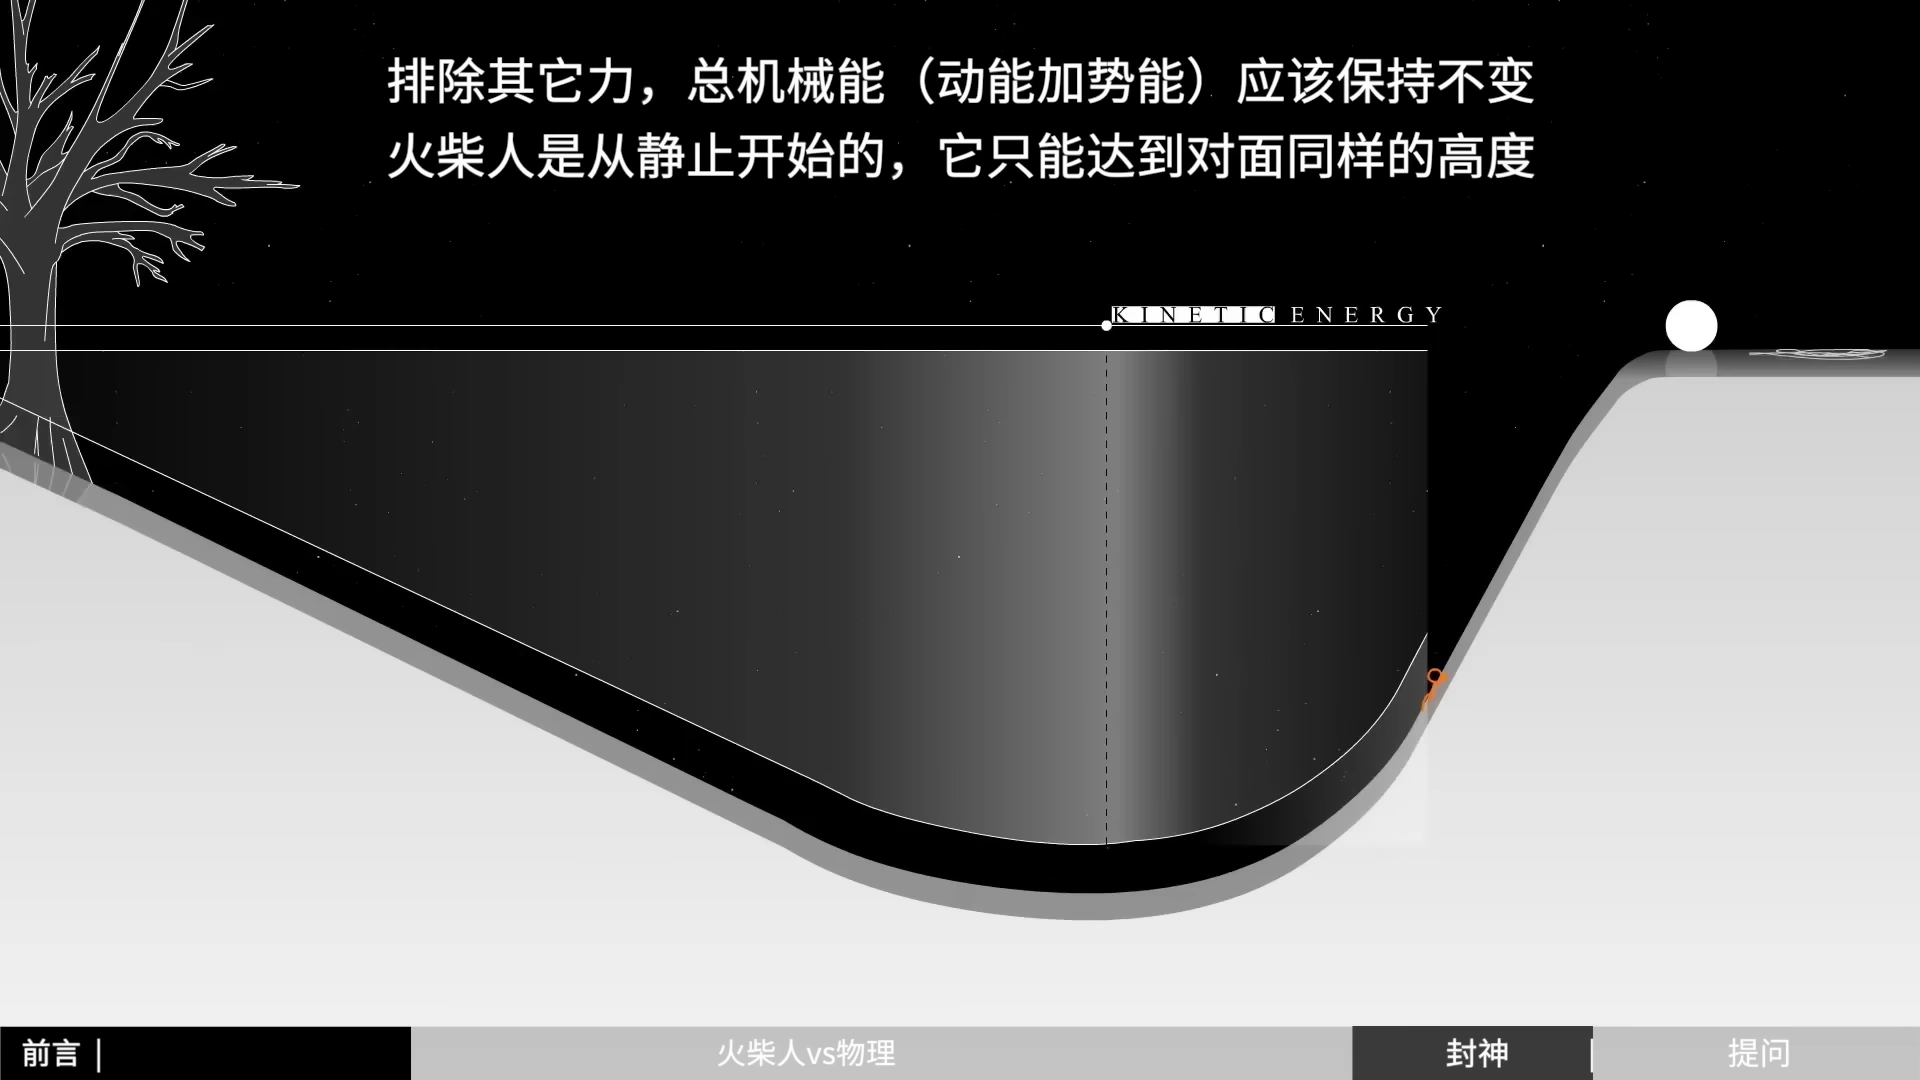 排除其它力，总机械能（动能加势能）应该保持不变
火柴人是从静止开始的，它只能达到对面同样的高度
KINETIC ENERGY
前言 |
火柴人vs物理
封神
提问